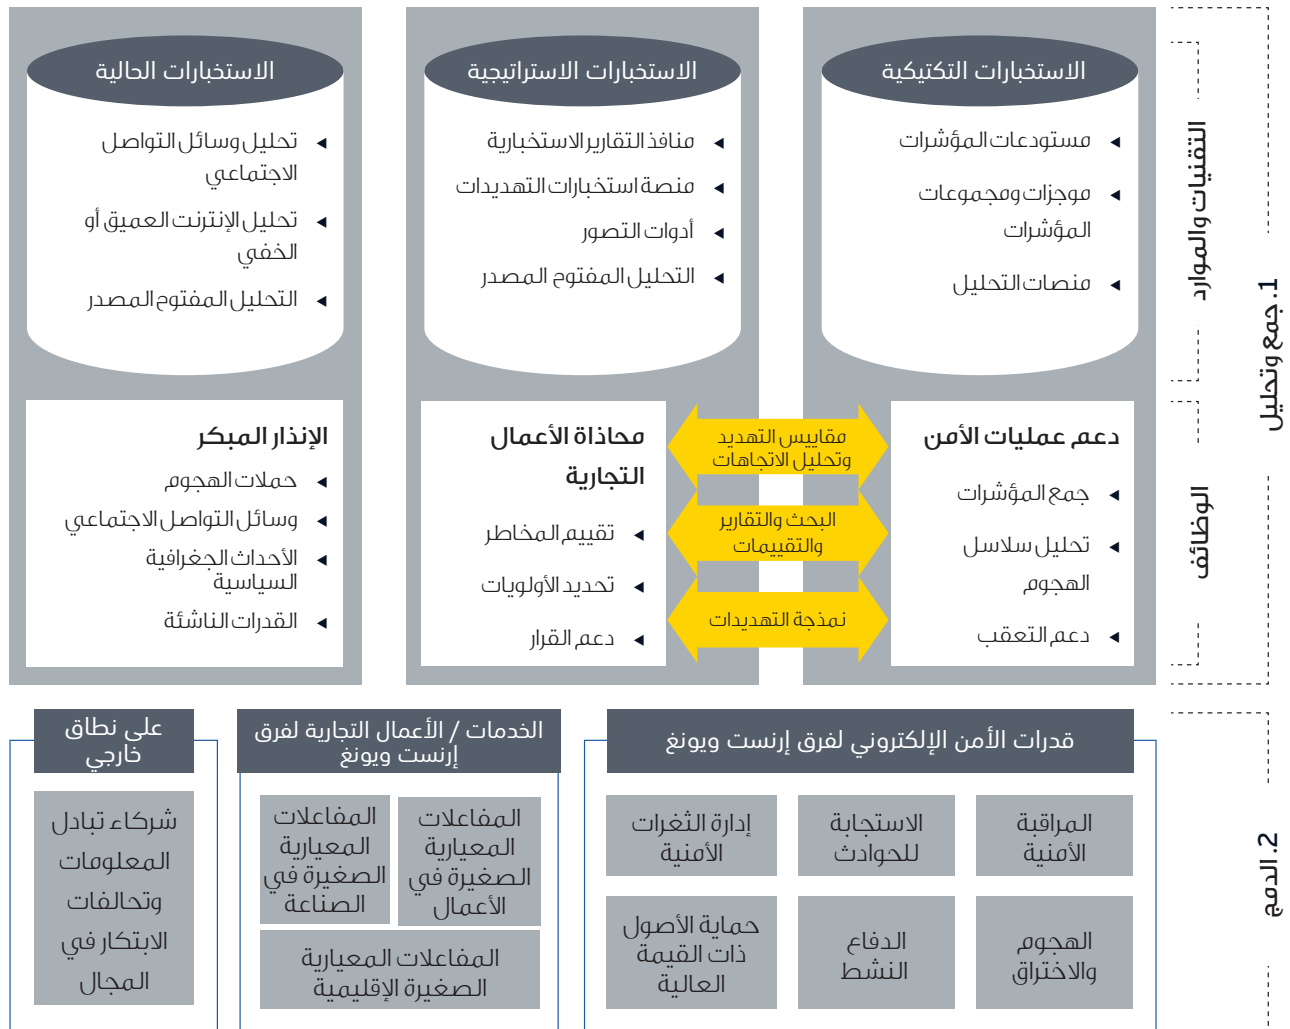 1. جمع وتحليل
التقنيات والموارد
الاستخبارات التكتيكية
مستودعات المؤشرات
موجزات ومجموعات
المؤشرات
منصات التحليل
الاستخبارات الاستراتيجية
منافذ التقارير الاستخبارية
منصة استخبارات التهديدات
أدوات التصور
التحليل المفتوح المصدر
الاستخبارات الحالية
تحليل وسائل التواصل
الاجتماعي
تحليل الإنترنت العميق أو
الخفي
التحليل المفتوح المصدر
الوظائف
دعم عمليات الأمن
جمع المؤشرات
تحليل سلاسل
الهجوم
دعم التعقب
مقاييس التهديد
وتحليل الاتجاهات
البحث والتقارير
والتقييمات
نمذجة التهديدات
محاذاة الأعمال
التجارية
تقييم المخاطر
تحديد الأولويات
دعم القرار
الإنذار المبكر
حملات الهجوم
وسائل التواصل الاجتماعي
الأحداث الجغرافية
السياسية
القدرات الناشئة
2. الدمج
قدرات الأمن الإلكتروني لفرق إرنست ويونغ
المراقبة
الأمنية
الاستجابة
للحوادث
إدارة الثغرات
الأمنية
الهجوم
والاختراق
الدفاع
النشط
حماية الأصول
ذات القيمة
العالية
الخدمات / الأعمال التجارية لفرق
إرنست ويونغ
المفاعلات
المعيارية
الصغيرة في
الأعمال
المفاعلات
المعيارية
الصغيرة في
الصناعة
المفاعلات المعيارية
الصغيرة الإقليمية
على نطاق
خارجي
شركاء تبادل
المعلومات
وتحالفات
الابتكار في
المجال